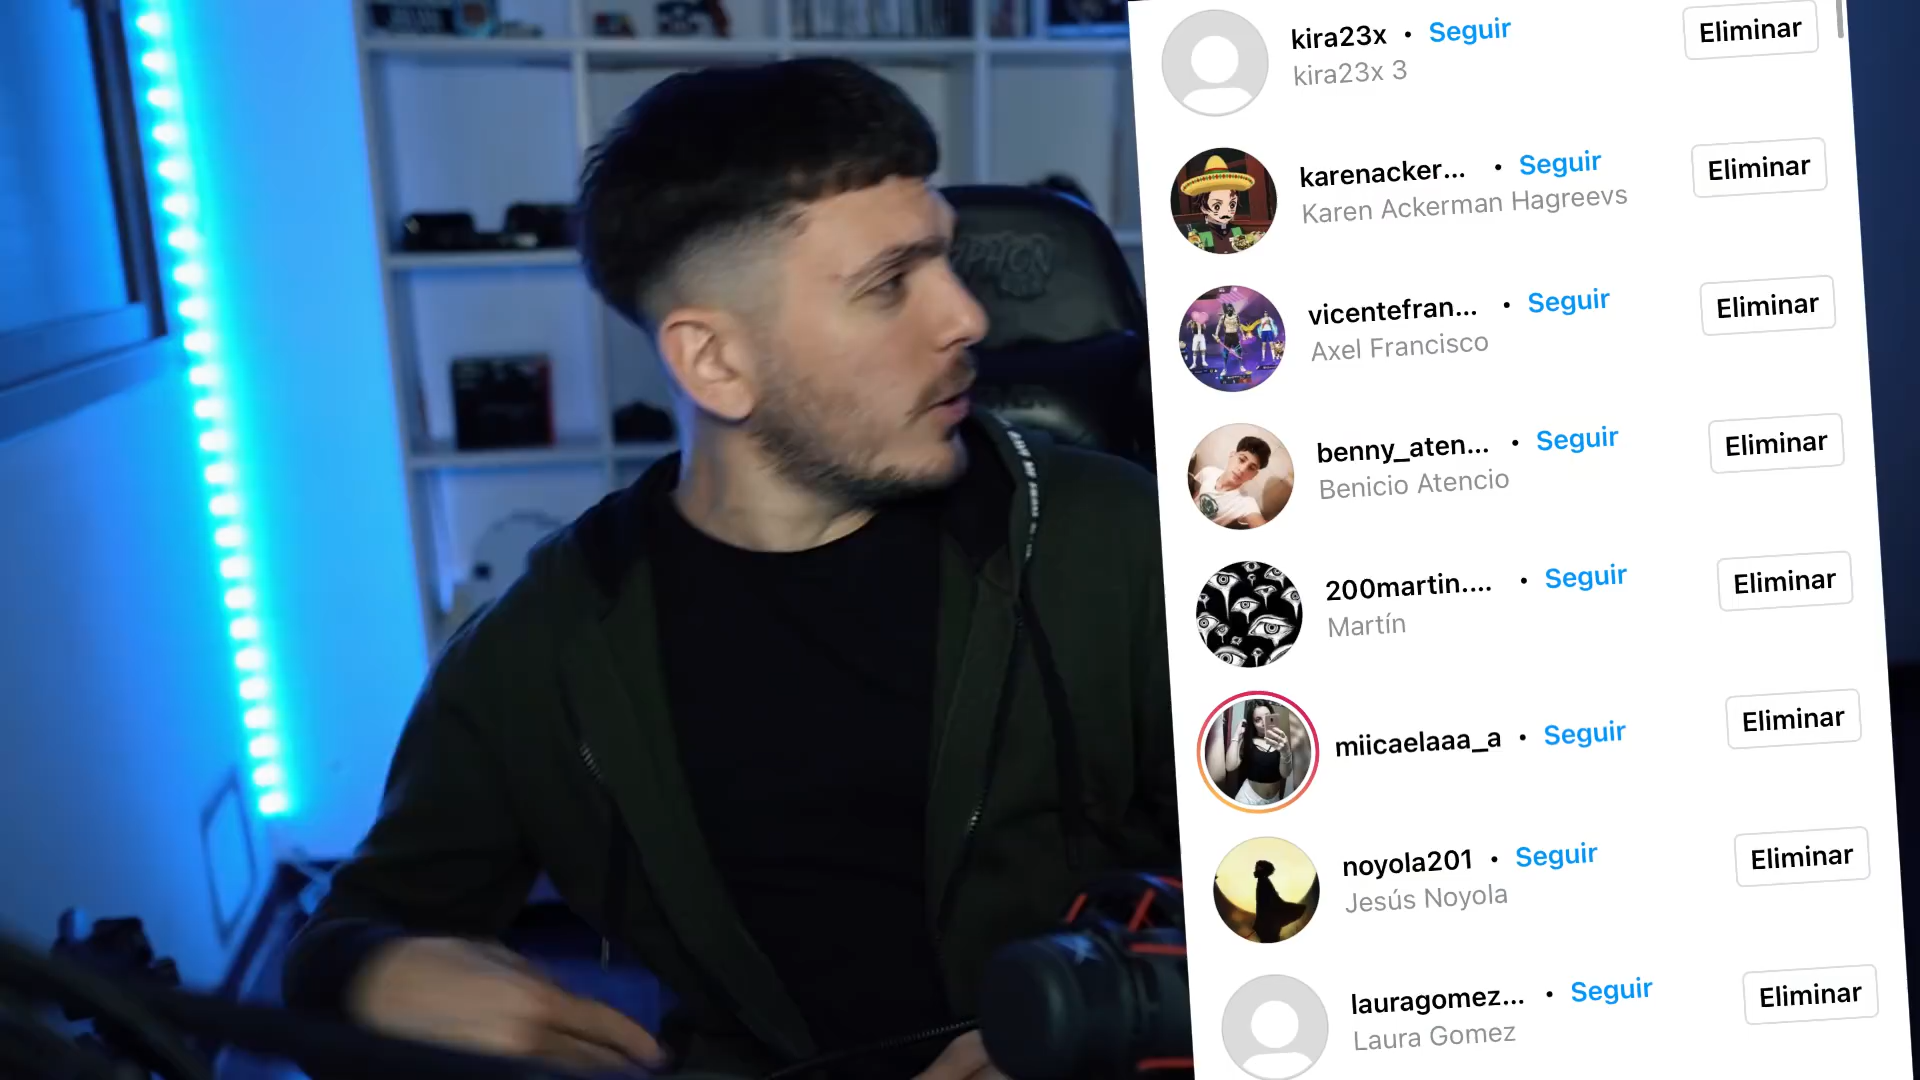 kira23x • Seguir
kira23x 3
Eliminar
karenacker... • Seguir
Karen Ackerman Hagreevs
Eliminar
vicentefran... • Seguir
Axel Francisco
Eliminar
benny_aten... • Seguir
Benicio Atencio
Eliminar
200martin.... • Seguir
Martín
Eliminar
miicaelaaa_a • Seguir
Eliminar
noyola201 • Seguir
Jesús Noyola
Eliminar
lauragomez... • Seguir
Laura Gomez
Eliminar